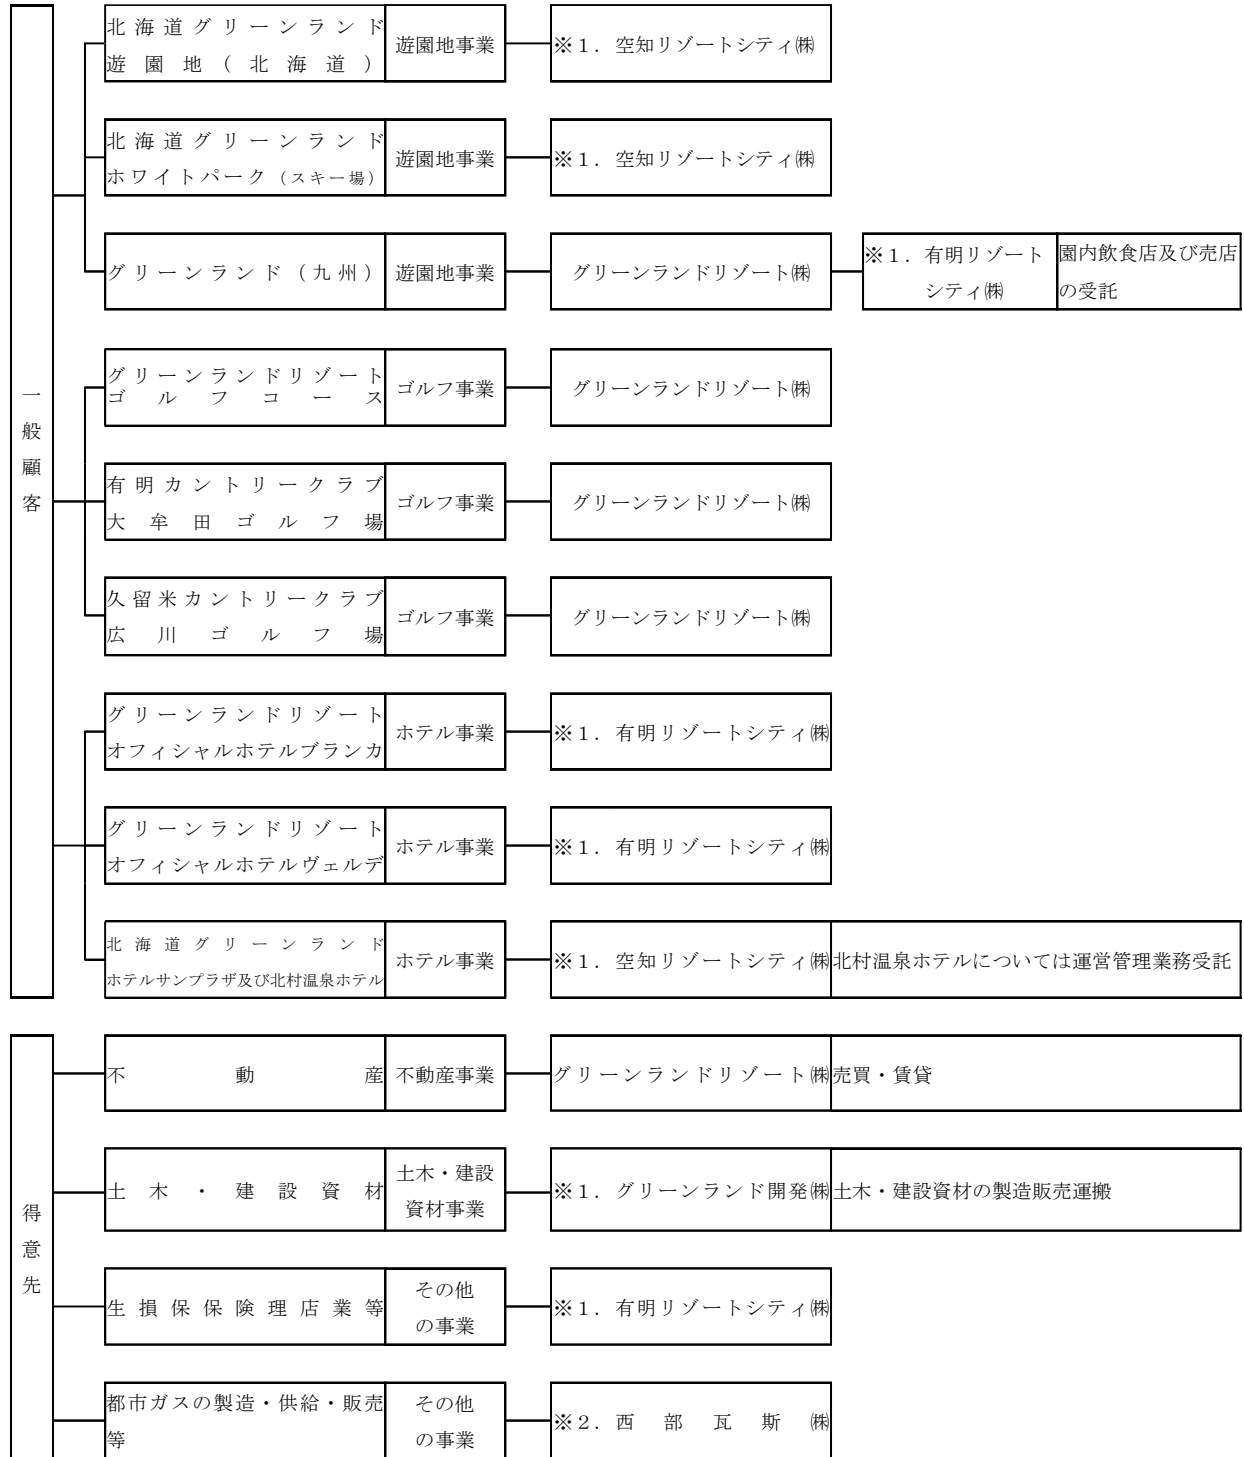 一般顧客
北海道グリーンランド
遊園地(北海道)
遊園地事業
※1．空知リゾートシティ㈱
北海道グリーンランド
ホワイトパーク(スキー場)
遊園地事業
※1．空知リゾートシティ㈱
グリーンランド(九州)
遊園地事業
グリーンランドリゾート㈱
※1．有明リゾート
シティ㈱
園内飲食店及び売店
の受託
グリーンランドリゾート
ゴルフコース
ゴルフ事業
グリーンランドリゾート㈱
有明カントリークラブ
大牟田ゴルフ場
ゴルフ事業
グリーンランドリゾート㈱
久留米カントリークラブ
広川ゴルフ場
ゴルフ事業
グリーンランドリゾート㈱
グリーンランドリゾート
オフィシャルホテルブランカ
ホテル事業
※1．有明リゾートシティ㈱
グリーンランドリゾート
オフィシャルホテルヴェルデ
ホテル事業
※1．有明リゾートシティ㈱
北海道グリーンランド
ホテルサンプラザ及び北村温泉ホテル
ホテル事業
※1．空知リゾートシティ㈱
北村温泉ホテルについては運営管理業務受託
得意先
不動産
不動産事業
グリーンランドリゾート㈱
売買・賃貸
土木・建設資材
土木・建設
資材事業
※1．グリーンランド開発㈱
土木・建設資材の製造販売運搬
生損保保険理店業等
その他
の事業
※1．有明リゾートシティ㈱
都市ガスの製造・供給・販売
等
その他
の事業
※2．西部瓦斯㈱